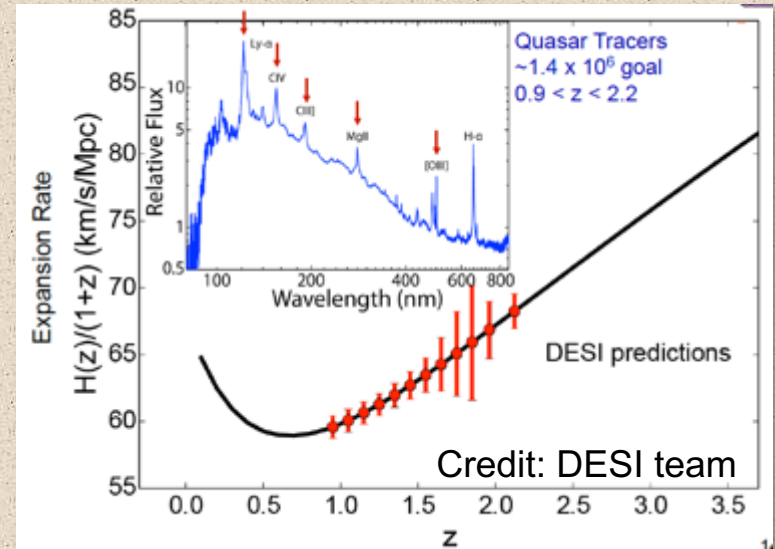 85
85
80
75
70
65
60
55
80
Expansion Rate
H(z)/(1+z) (km/s/Mpc)
Quasar Tracers
~1.4 x 10⁶ goal
0.9 < z < 2.2
Relative Flux
10
5
1
0.5
Ly-α
CIV
CIII]
MgII
[OIII]
H-α
100
200
400
600
800
Wavelength (nm)
DESI predictions
Credit: DESI team
0.0
0.5
1.0
1.5
2.0
2.5
3.0
3.5
z